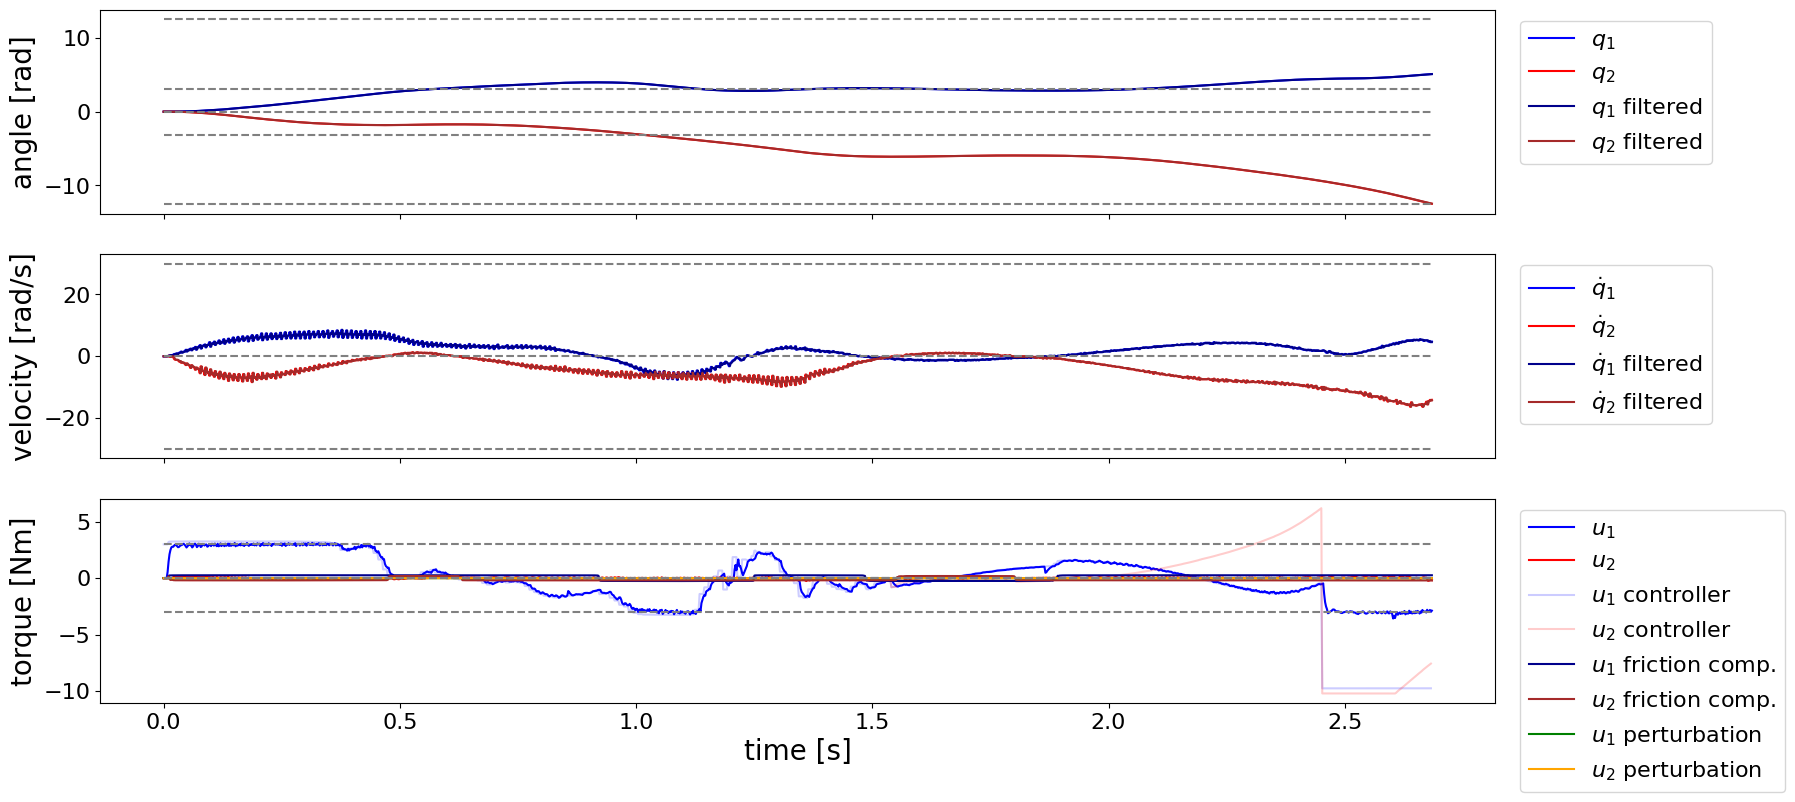 angle [rad]
10
0
−10
q₁
q₂
q₁ filtered
q₂ filtered
velocity [rad/s]
20
0
−20
q̇₁
q̇₂
q̇₁ filtered
q̇₂ filtered
torque [Nm]
5
0
−5
−10
0.0 0.5 1.0 1.5 2.0 2.5
time [s]
u₁
u₂
u₁ controller
u₂ controller
u₁ friction comp.
u₂ friction comp.
u₁ perturbation
u₂ perturbation